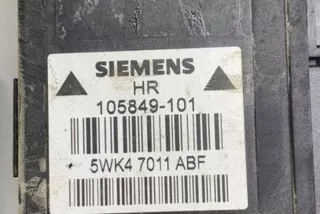 SIEMENS
HR
105849-101
5WK4 7011 ABF